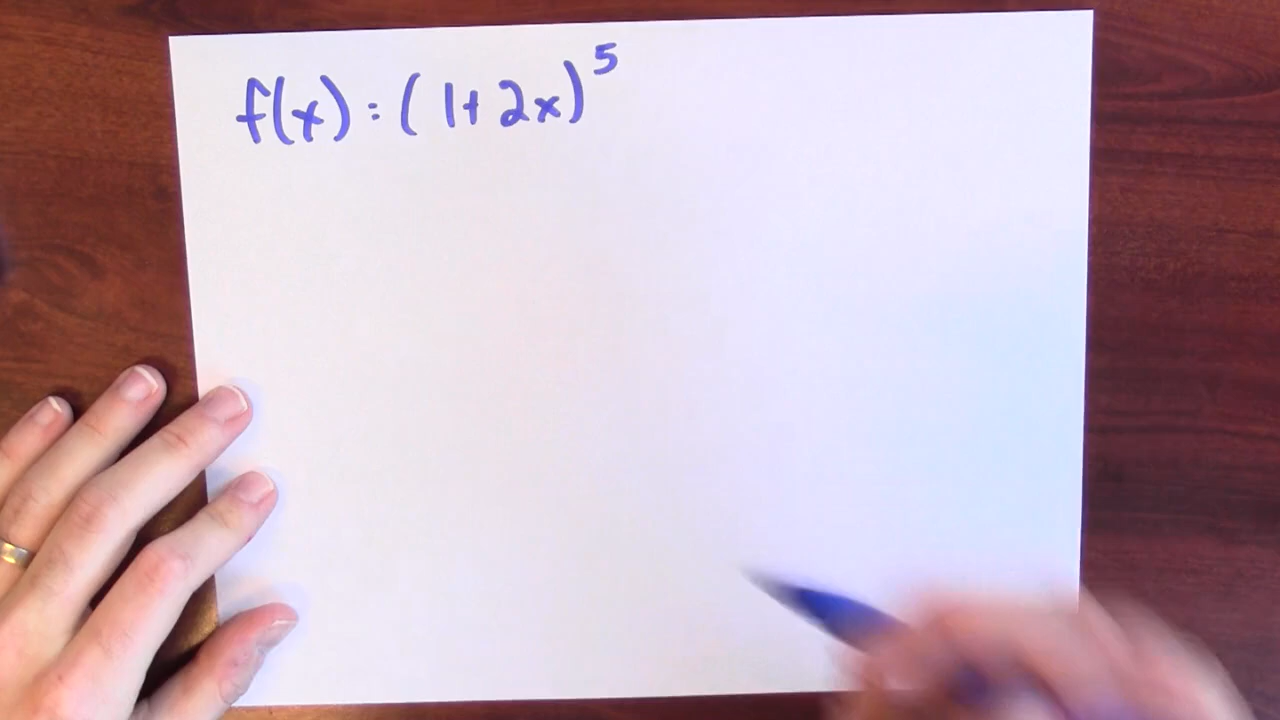 f(x) = (1+2x)^5